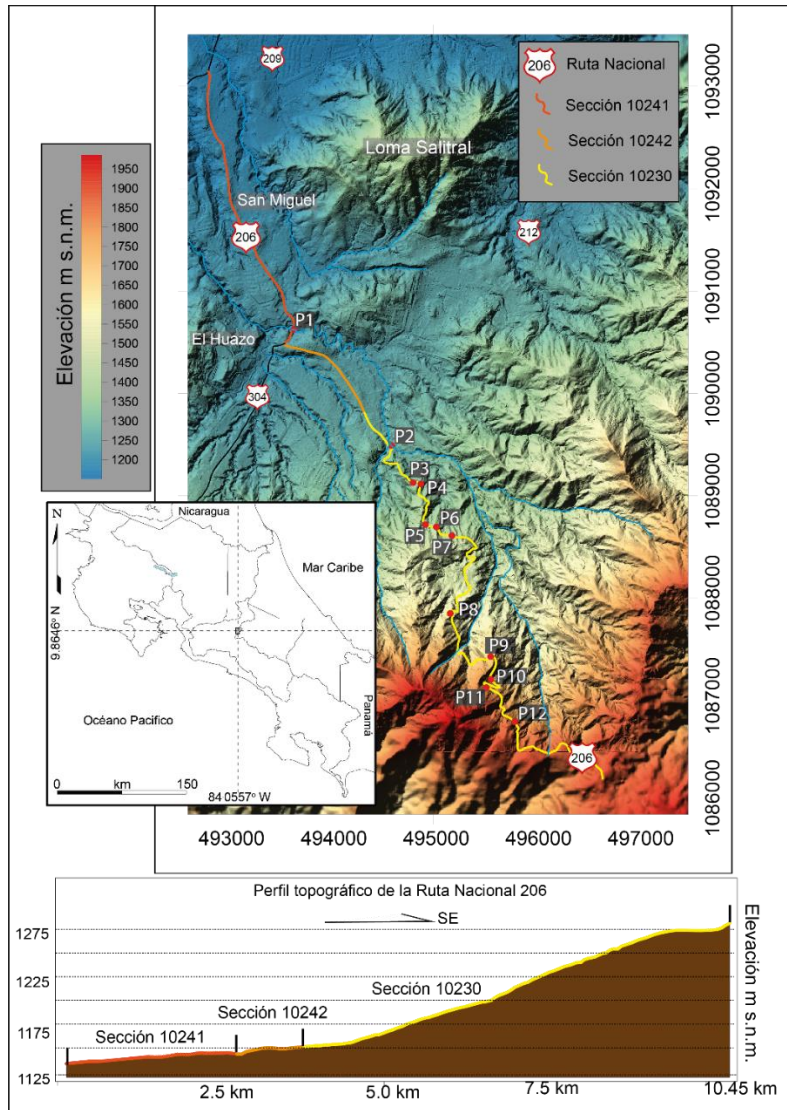 209
206 Ruta Nacional
Sección 10241
Sección 10242
Sección 10230
Loma Salitral
San Miguel
206
212
P1
El Huazo
304
P2
P3
P4
P5
P6
P7
P8
P9
P10
P11
P12
206
1093000
1092000
1091000
1090000
1089000
1088000
1087000
1086000
493000 494000 495000 496000 497000
Elevación m s.n.m.
1950
1900
1850
1800
1750
1700
1650
1600
1550
1500
1450
1400
1350
1300
1250
1200
N
Nicaragua
Mar Caribe
9.8646° N
Océano Pacifico
Panamá
0 km 150
84.0557° W
Perfil topográfico de la Ruta Nacional 206
SE
1275
1225
1175
1125
Sección 10230
Sección 10242
Sección 10241
Elevación m s.n.m.
2.5 km 5.0 km 7.5 km 10.45 km